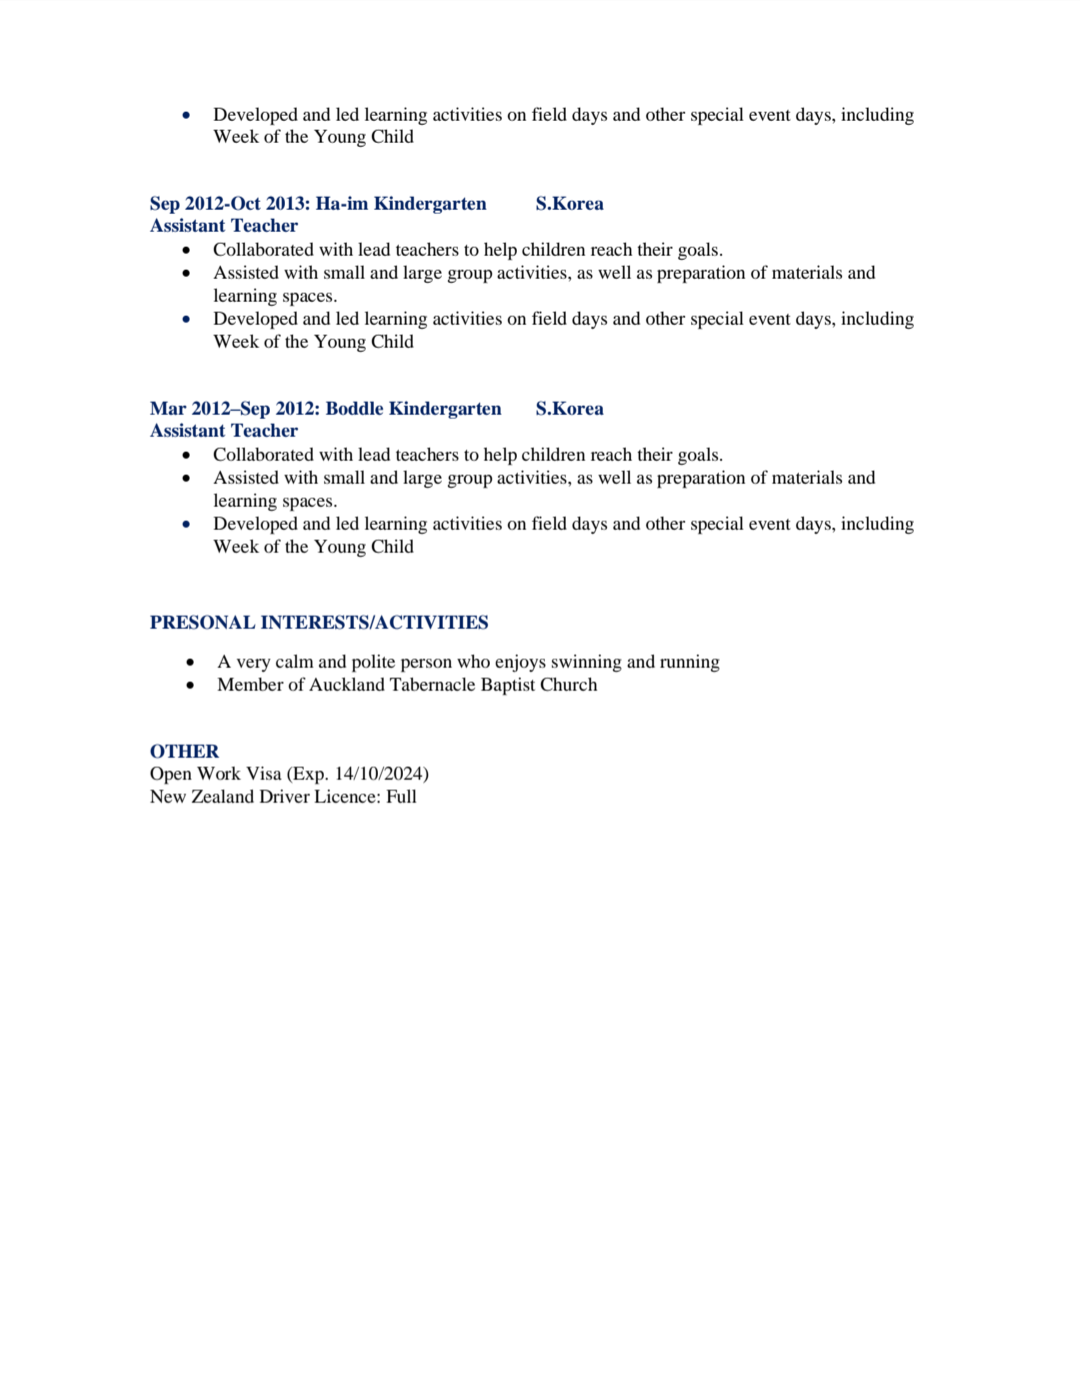 • Developed and led learning activities on field days and other special event days, including
Week of the Young Child
Sep 2012-Oct 2013: Ha-im Kindergarten S.Korea
Assistant Teacher
• Collaborated with lead teachers to help children reach their goals.
• Assisted with small and large group activities, as well as preparation of materials and
learning spaces.
• Developed and led learning activities on field days and other special event days, including
Week of the Young Child
Mar 2012–Sep 2012: Boddle Kindergarten S.Korea
Assistant Teacher
• Collaborated with lead teachers to help children reach their goals.
• Assisted with small and large group activities, as well as preparation of materials and
learning spaces.
• Developed and led learning activities on field days and other special event days, including
Week of the Young Child
PRESONAL INTERESTS/ACTIVITIES
• A very calm and polite person who enjoys swinning and running
• Member of Auckland Tabernacle Baptist Church
OTHER
Open Work Visa (Exp. 14/10/2024)
New Zealand Driver Licence: Full